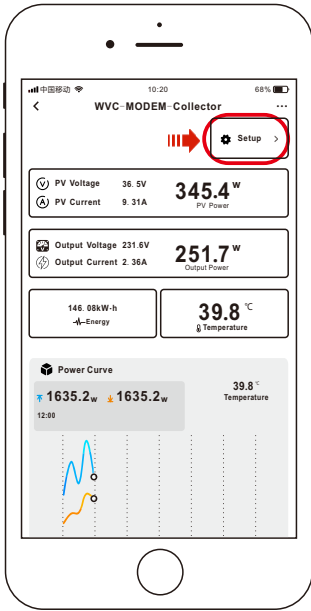 中国移动 10:20 68%
WVC-MODEM-Collector ...
Setup >
PV Voltage 36. 5V
PV Current 9. 31A
345.4 W
PV Power
Output Voltage 231.6V
Output Current 2. 36A
251.7 W
Output Power
146. 08kW-h
Energy
39.8 ℃
Temperature
Power Curve
1635.2w 1635.2w
12:00
39.8 ℃
Temperature